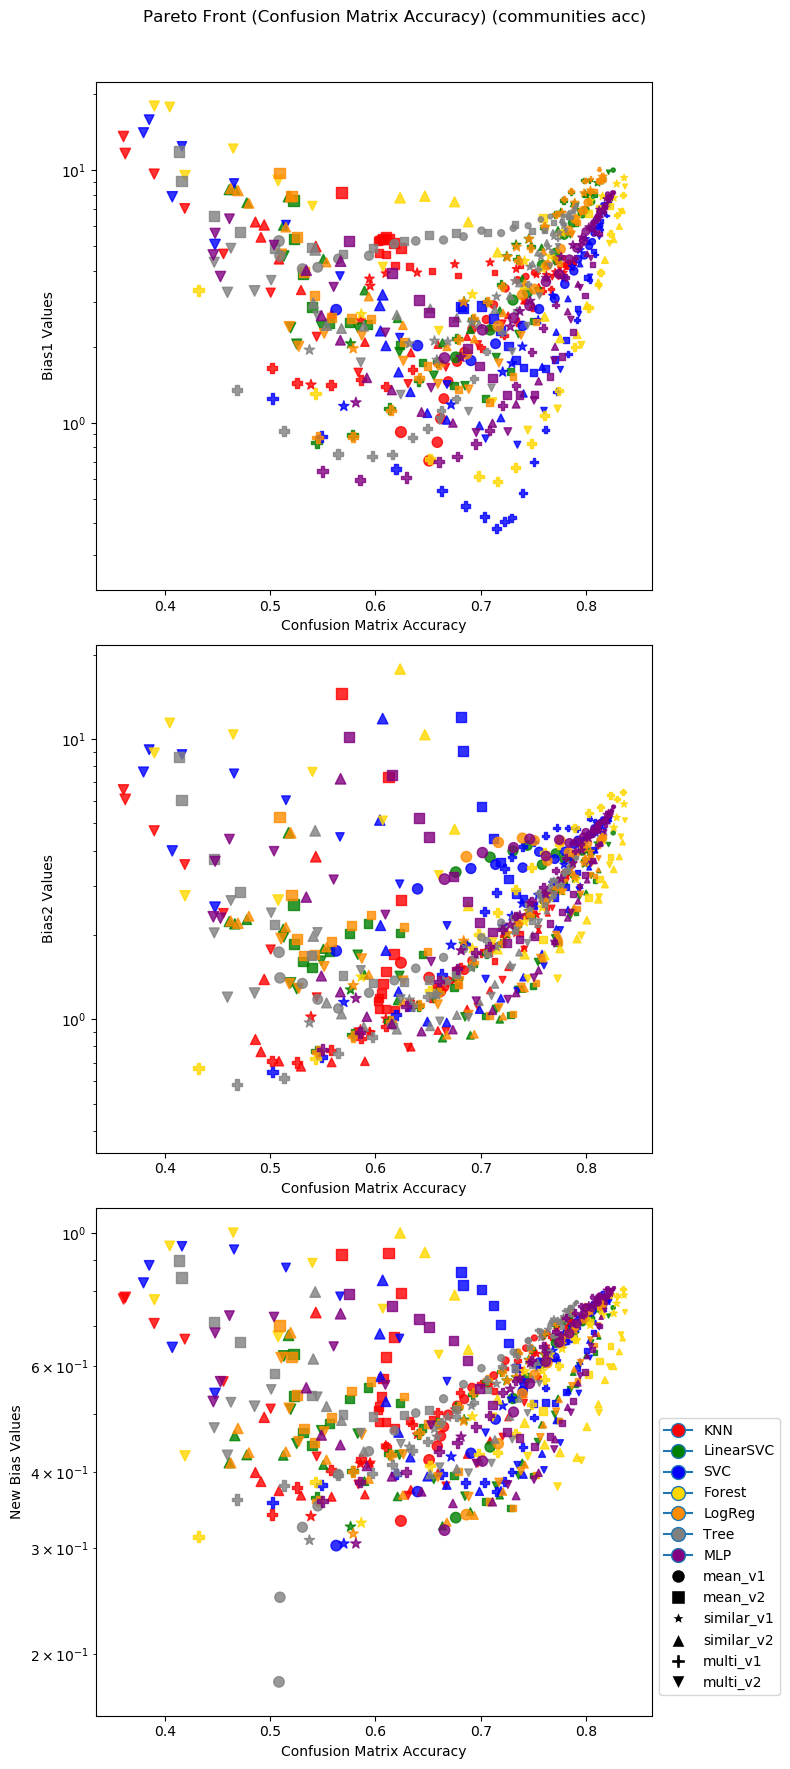 Pareto Front (Confusion Matrix Accuracy) (communities acc)
10¹
10⁰
Bias1 Values
0.4 0.5 0.6 0.7 0.8
Confusion Matrix Accuracy
10¹
10⁰
Bias2 Values
0.4 0.5 0.6 0.7 0.8
Confusion Matrix Accuracy
10⁰
6 × 10⁻¹
4 × 10⁻¹
3 × 10⁻¹
2 × 10⁻¹
New Bias Values
0.4 0.5 0.6 0.7 0.8
Confusion Matrix Accuracy
KNN
LinearSVC
SVC
Forest
LogReg
Tree
MLP
mean_v1
mean_v2
similar_v1
similar_v2
multi_v1
multi_v2